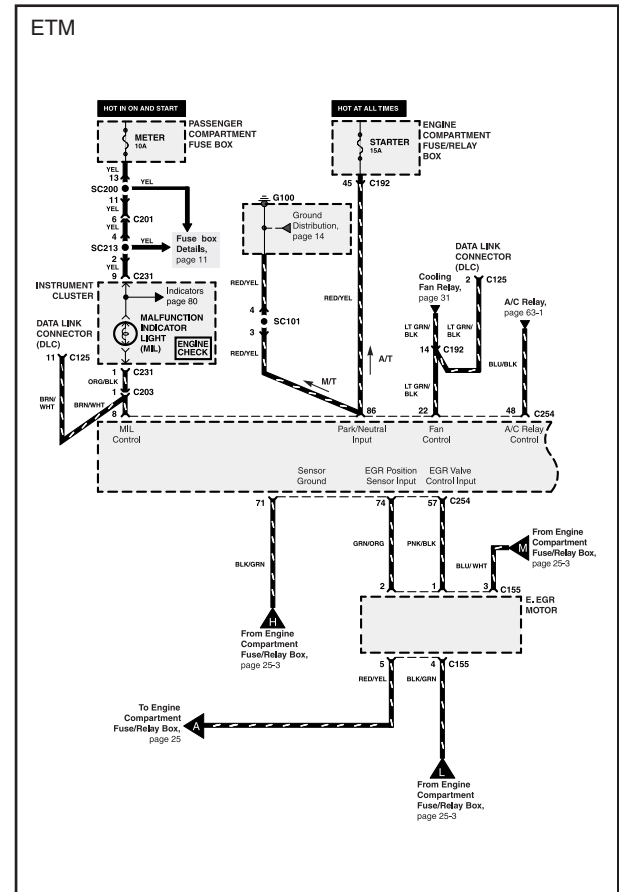 ETM
HOT IN ON AND START
HOT AT ALL TIMES
METER
10A
PASSENGER
COMPARTMENT
FUSE BOX
STARTER
15A
ENGINE
COMPARTMENT
FUSE/RELAY
BOX
YEL
13
SC200
YEL
11
YEL
6 C201
YEL
4
SC213
YEL
2
YEL
9 C231
Fuse box
Details,
page 11
45 C192
G100
Ground
Distribution,
page 14
RED/YEL
4
SC101
3
RED/YEL
RED/YEL
A/T
M/T
DATA LINK
CONNECTOR
(DLC)
2 C125
Cooling
Fan Relay,
page 31
A/C Relay,
page 63-1
LT GRN/
BLK
LT GRN/
BLK
14 C192
BLU/BLK
LT GRN/
BLK
INSTRUMENT
CLUSTER
Indicators
page 80
MALFUNCTION
INDICATOR
LIGHT
(MIL)
ENGINE
CHECK
DATA LINK
CONNECTOR
(DLC)
11 C125
1 C231
ORG/BLK
1 C203
BRN/
WHT
BRN/WHT
8
86
22
48 C254
MIL
Control
Park/Neutral
Input
Fan
Control
A/C Relay
Control
Sensor
Ground
EGR Position
Sensor Input
EGR Valve
Control Input
71
74
57 C254
GRN/ORG
PNK/BLK
BLU/WHT
M
From Engine
Compartment
Fuse/Relay Box,
page 25-3
BLK/GRN
2
1
3 C155
E. EGR
MOTOR
H
From Engine
Compartment
Fuse/Relay Box,
page 25-3
5
4 C155
RED/YEL
BLK/GRN
To Engine
Compartment
Fuse/Relay Box,
page 25
A
L
From Engine
Compartment
Fuse/Relay Box,
page 25-3